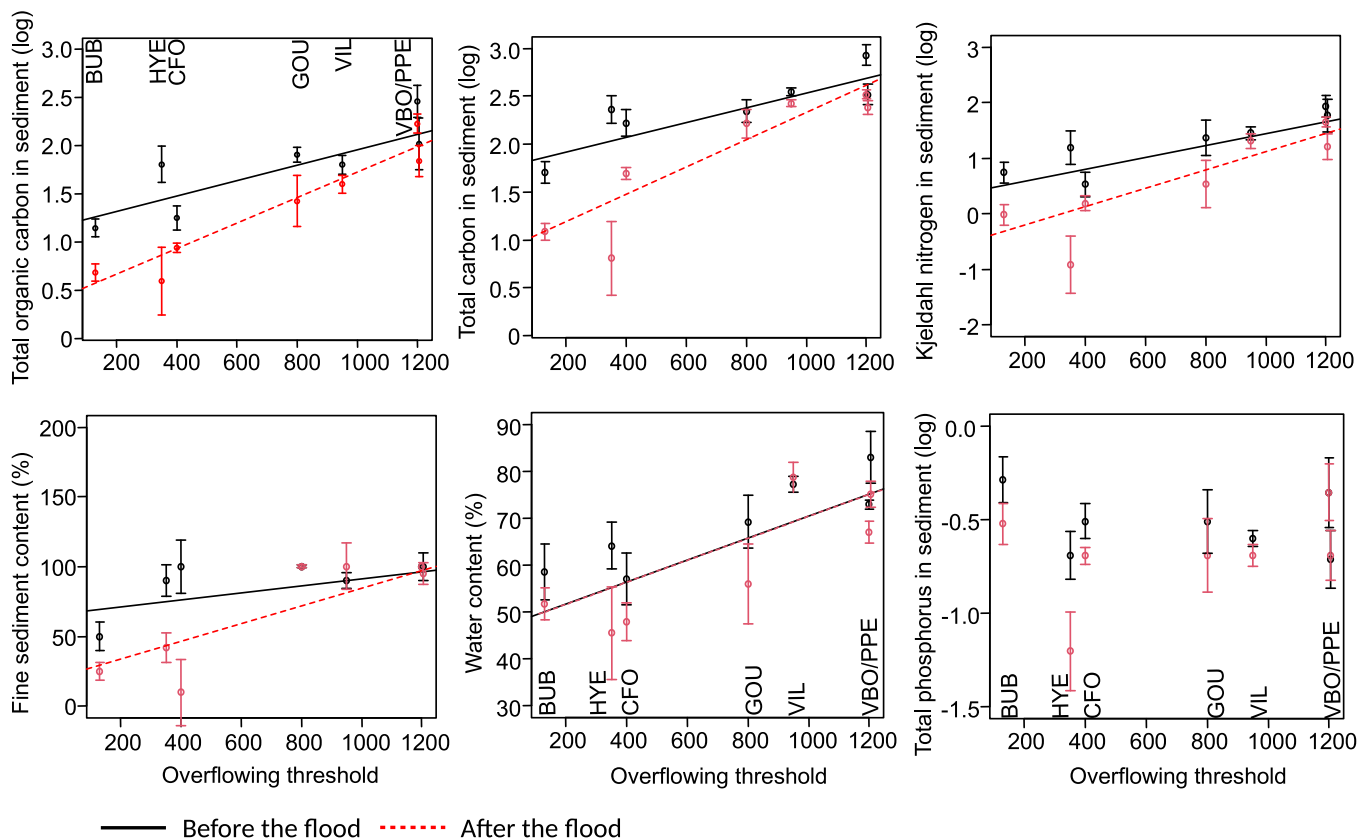 Total organic carbon in sediment (log)
3.0
2.5
2.0
1.5
1.0
0.5
0
BUB
HYE
CFO
GOU
VIL
VBO/PPE
200 400 600 800 1000 1200
Total carbon in sediment (log)
3.0
2.5
2.0
1.5
1.0
0.5
0
200 400 600 800 1000 1200
Kjeldahl nitrogen in sediment (log)
3
2
1
0
-1
-2
200 400 600 800 1000 1200
Fine sediment content (%)
200
150
100
50
0
200 400 600 800 1000 1200
Overflowing threshold
Water content (%)
90
80
70
60
50
40
30
BUB
HYE
CFO
GOU
VIL
VBO/PPE
200 400 600 800 1000 1200
Overflowing threshold
Total phosphorus in sediment (log)
0.0
-0.5
-1.0
-1.5
BUB
HYE
CFO
GOU
VIL
VBO/PPE
200 400 600 800 1000 1200
Overflowing threshold
Before the flood After the flood